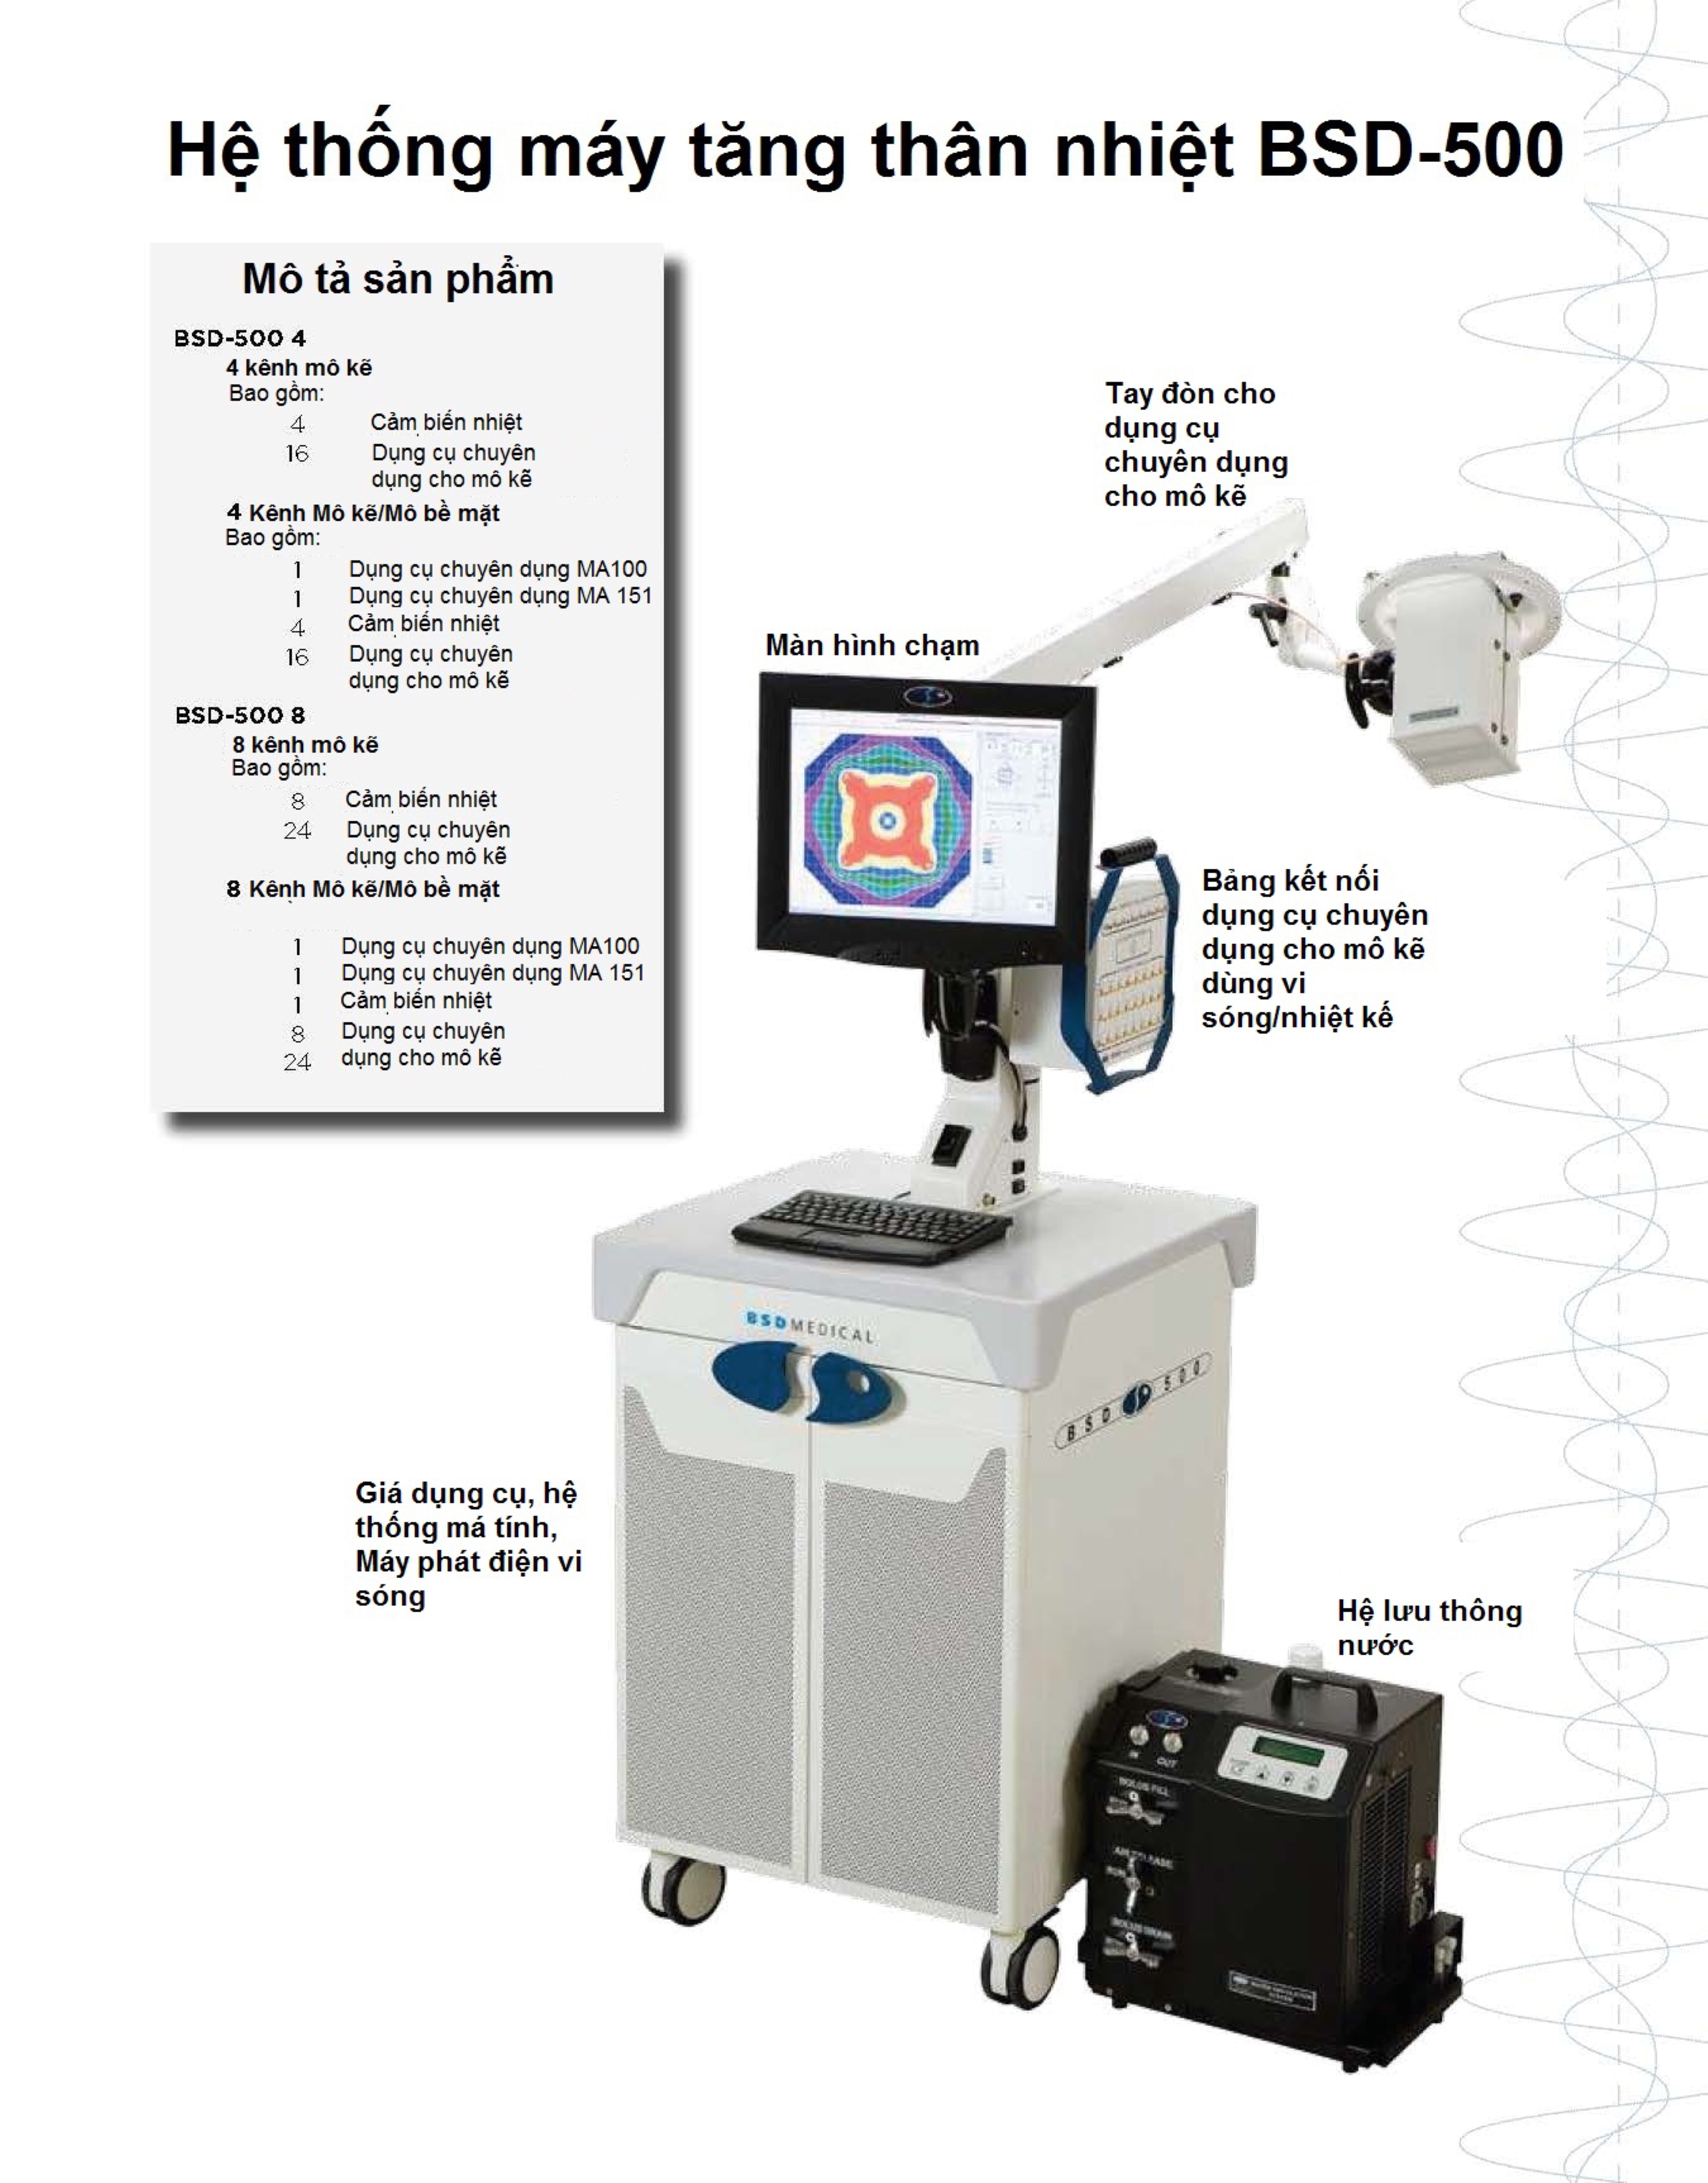 Hệ thống máy tăng thân nhiệt BSD-500
Mô tả sản phẩm
BSD-500 4
4 kênh mô kẽ
Bao gồm:
4 Cảm biến nhiệt
16 Dụng cụ chuyên
dụng cho mô kẽ
4 Kênh Mô kẽ/Mô bề mặt
Bao gồm:
1 Dụng cụ chuyên dụng MA100
1 Dụng cụ chuyên dụng MA 151
4 Cảm biến nhiệt
16 Dụng cụ chuyên
dụng cho mô kẽ
BSD-500 8
8 kênh mô kẽ
Bao gồm:
8 Cảm biến nhiệt
24 Dụng cụ chuyên
dụng cho mô kẽ
8 Kênh Mô kẽ/Mô bề mặt
1 Dụng cụ chuyên dụng MA100
1 Dụng cụ chuyên dụng MA 151
1 Cảm biến nhiệt
8 Dụng cụ chuyên
24 dụng cho mô kẽ
Tay đòn cho
dụng cụ
chuyên dụng
cho mô kẽ
Màn hình chạm
Bảng kết nối
dụng cụ chuyên
dụng cho mô kẽ
dùng vi
sóng/nhiệt kế
BSDMEDICAL
BSD 500
Giá dụng cụ, hệ
thống má tính,
Máy phát điện vi
sóng
Hệ lưu thông
nước
IN OUT
BOLUS FILL
AIR RELEASE
RUN
BOLUS DRAIN